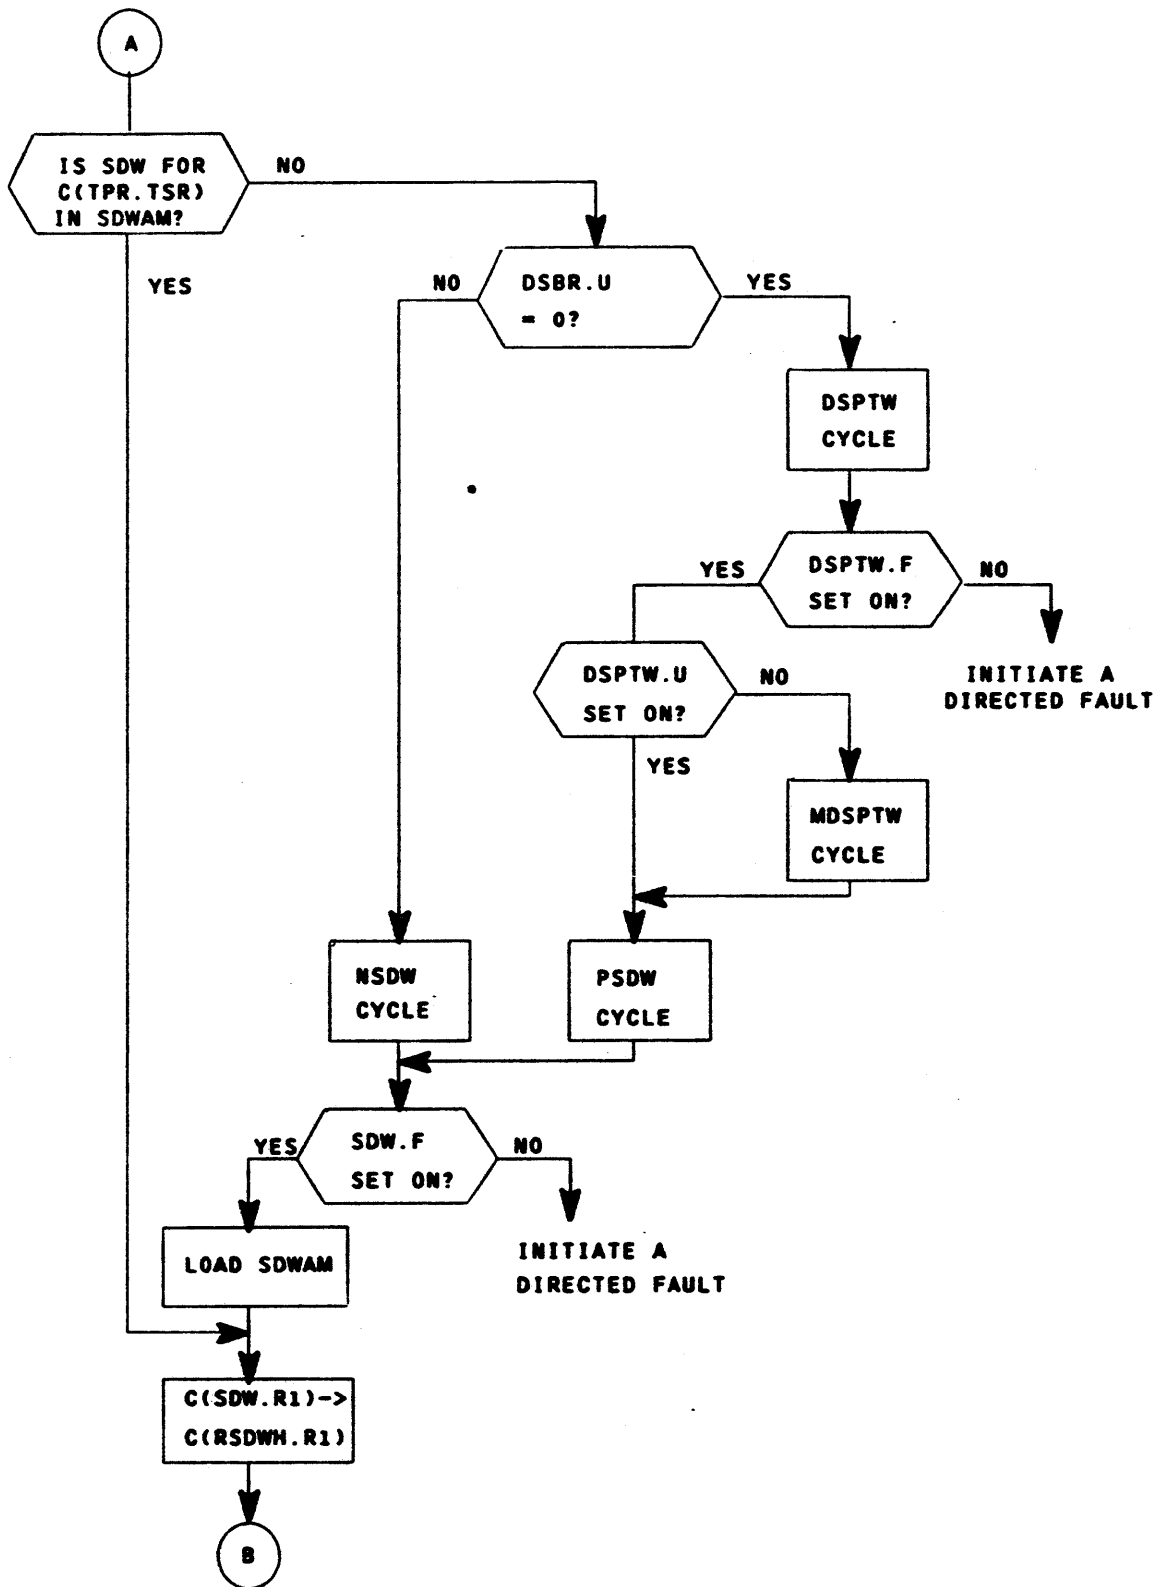 A
IS SDW FOR
C(TPR.TSR)
IN SDWAM?
NO
YES
NO
DSBR.U
= 0?
YES
DSPTW
CYCLE
YES
DSPTW.F
SET ON?
NO
INITIATE A
DIRECTED FAULT
DSPTW.U
SET ON?
NO
YES
MDSPTW
CYCLE
NSDW
CYCLE
PSDW
CYCLE
YES
SDW.F
SET ON?
NO
INITIATE A
DIRECTED FAULT
LOAD SDWAM
C(SDW.R1)->
C(RSDWH.R1)
B